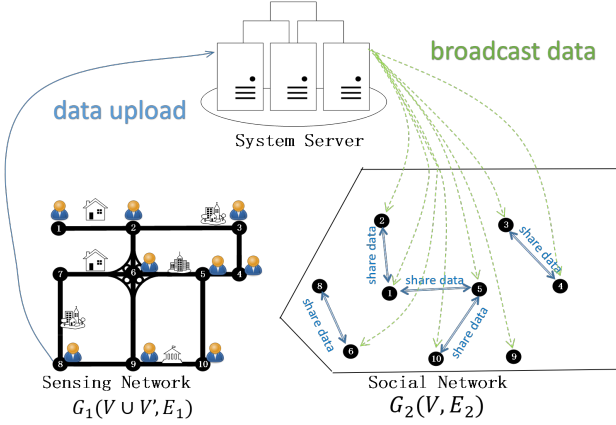 broadcast data
data upload
System Server
1
2
3
7
6
5
4
8
9
10
Sensing Network
G₁(V ∪ V', E₁)
2
3
share data
share data
8
1
share data
5
4
share data
6
share data
10
9
Social Network
G₂(V, E₂)